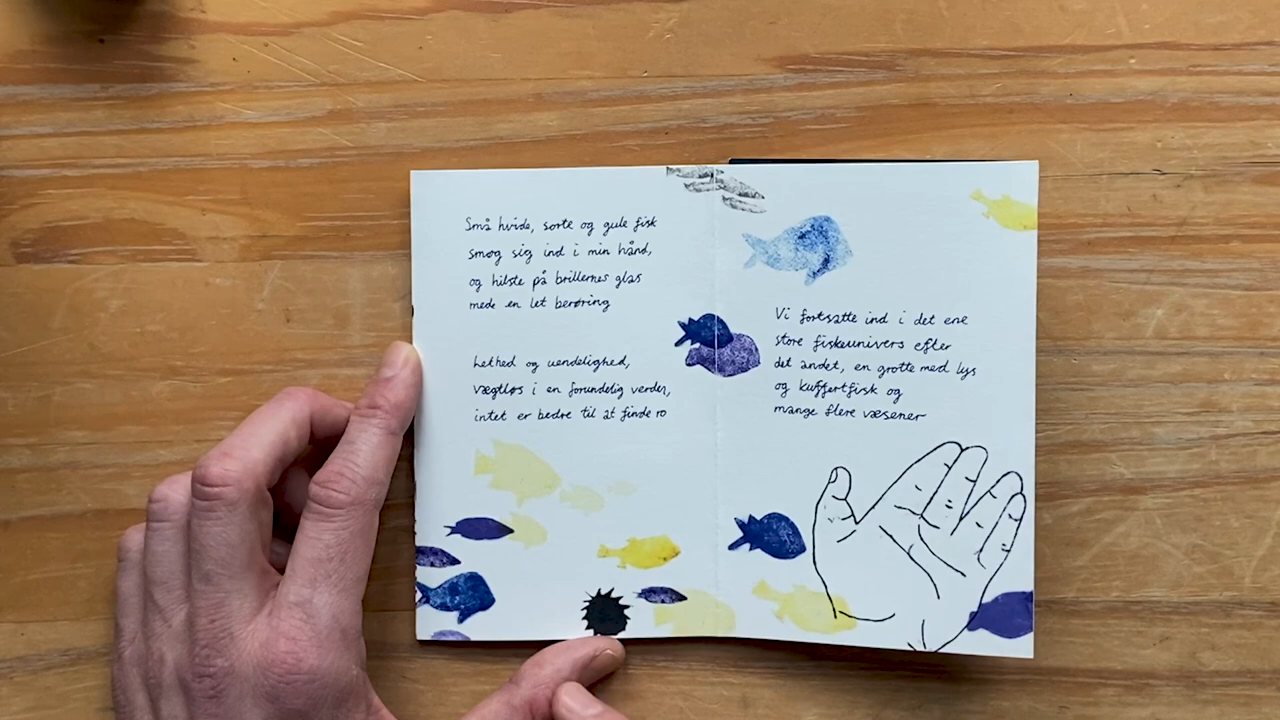 Små hvide, sorte og gule fisk
smøg sig ind i min hånd,
og hilste på brillernes glas
mede en let berøring
Lethed og uendelighed,
vægtløs i en forundelig verden,
intet er bedre til at finde ro
Vi fortsatte ind i det ene
store fiskeunivers efter
det andet, en grotte med lys
og kuffertfisk og
mange flere væsener